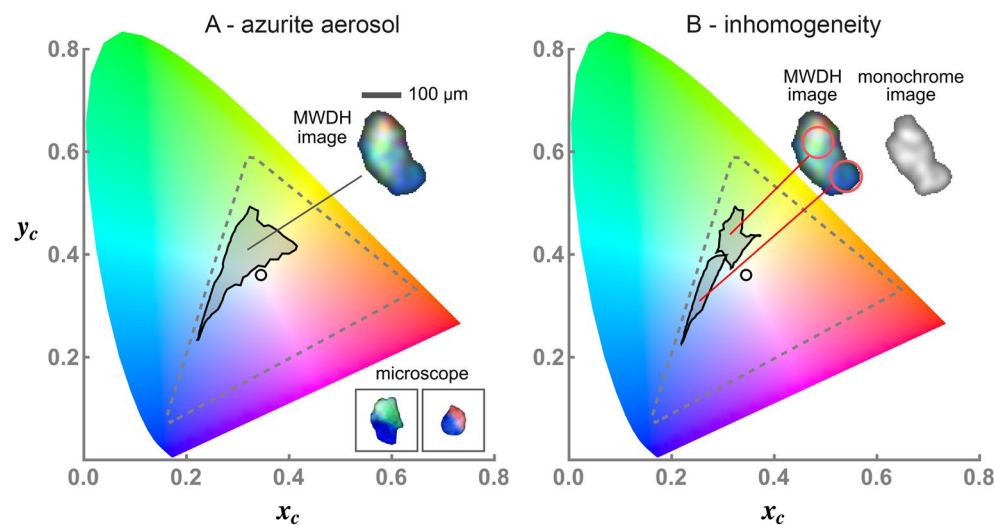 A - azurite aerosol
0.8
0.6
y_c
0.4
0.2
0.0
0.2
0.4
0.6
0.8
x_c
100 μm
MWDH
image
microscope
B - inhomogeneity
0.8
0.6
0.4
0.2
0.0
0.2
0.4
0.6
0.8
x_c
MWDH
image
monochrome
image